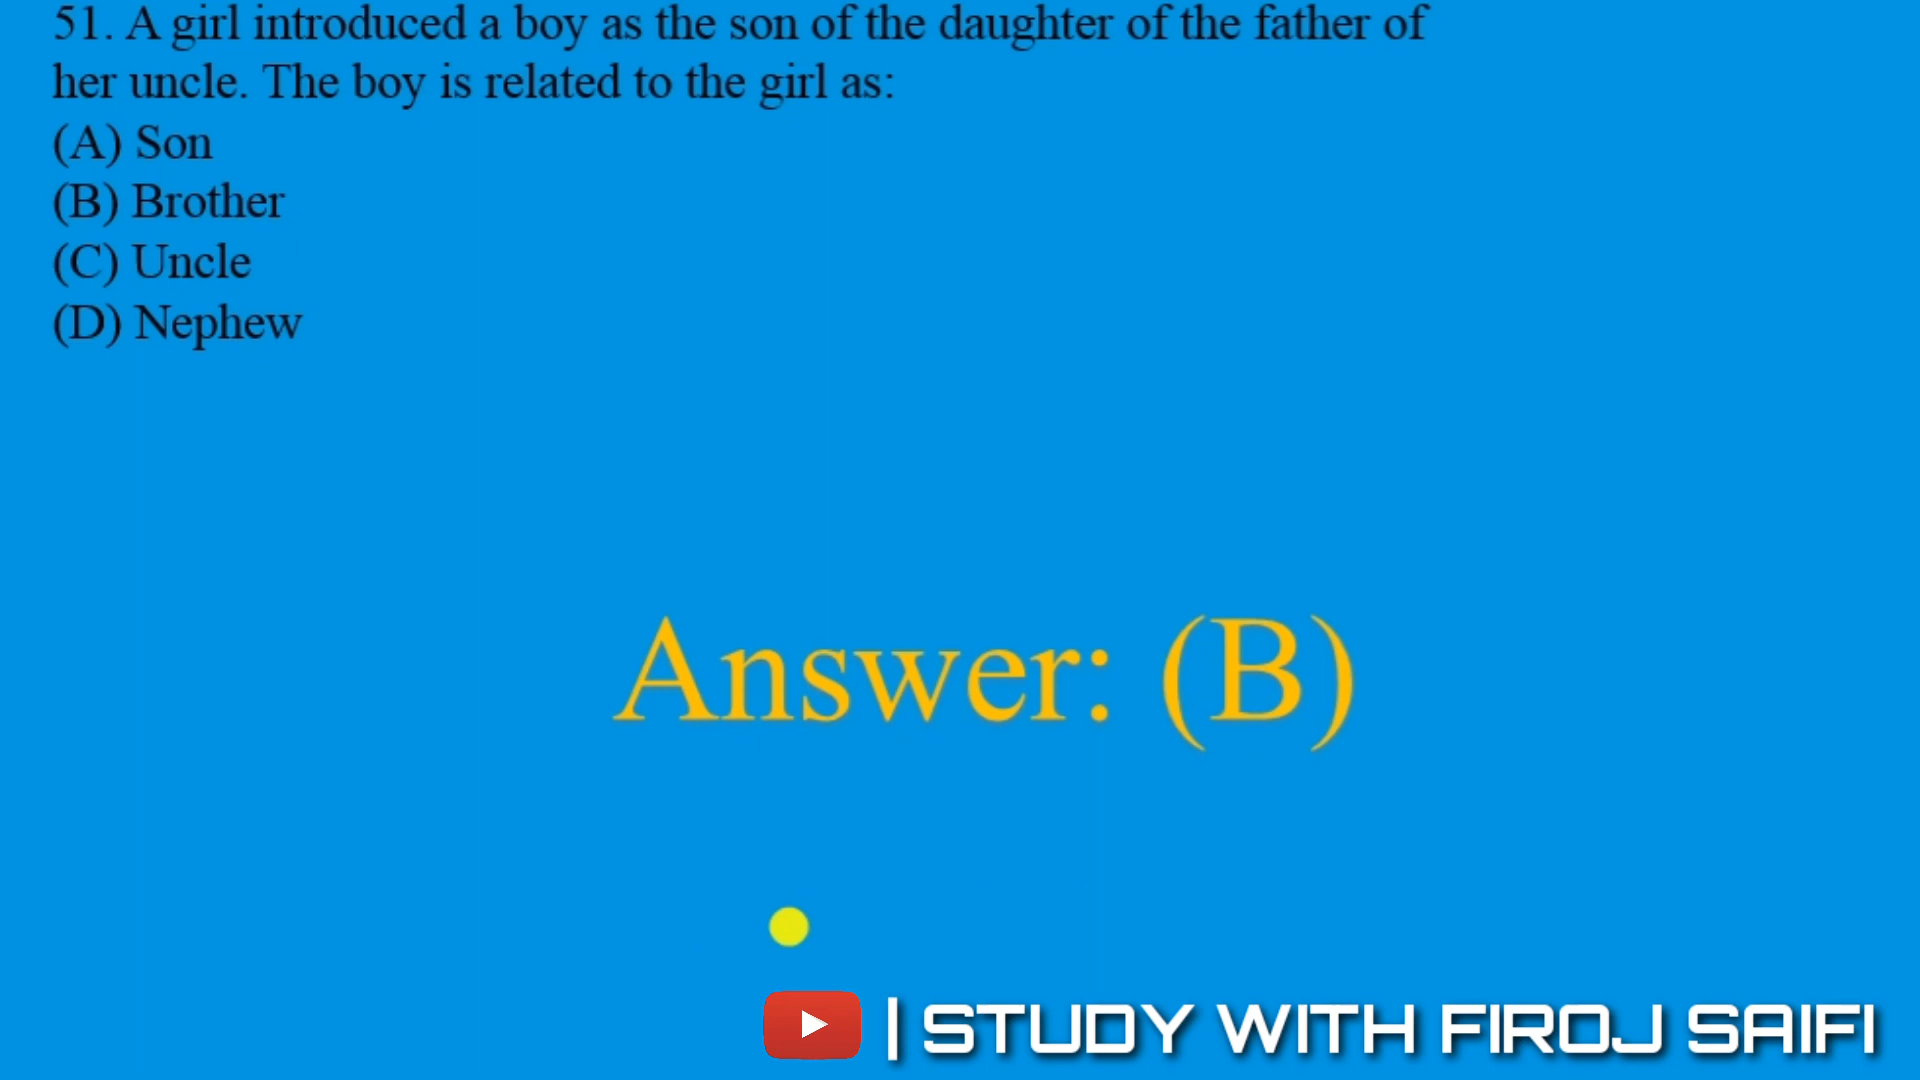 51. A girl introduced a boy as the son of the daughter of the father of
her uncle. The boy is related to the girl as:
(A) Son
(B) Brother
(C) Uncle
(D) Nephew
Answer: (B)
| STUDY WITH FIROJ SAIFI